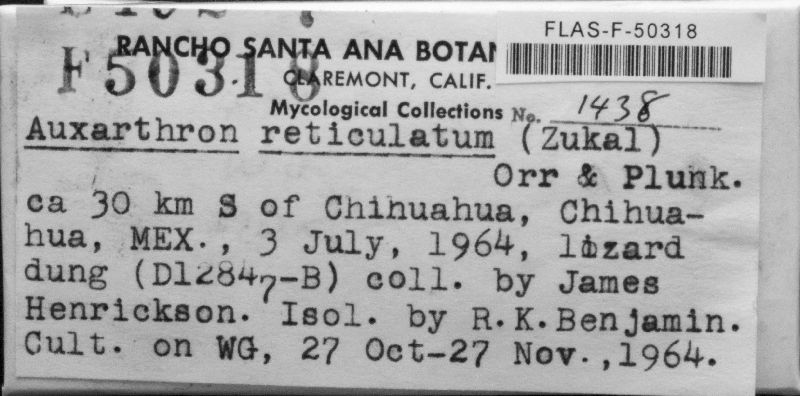 FLAS-F-50318
RANCHO SANTA ANA BOTAN
F50318
CLAREMONT, CALIF.
Mycological Collections No. 1438
Auxarthron reticulatum (Zukal)
Orr & Plunk.
ca 30 km S of Chihuahua, Chihua-
hua, MEX., 3 July, 1964, lizard
dung (D12847-B) coll. by James
Henrickson. Isol. by R.K.Benjamin.
Cult. on WG, 27 Oct-27 Nov.,1964.